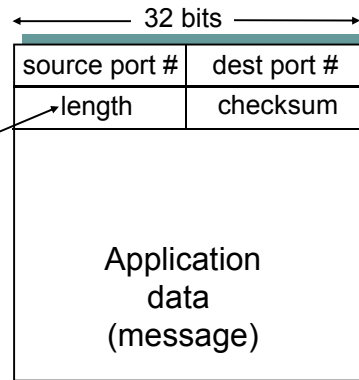 32 bits
source port # dest port #
length checksum
Application
data
(message)